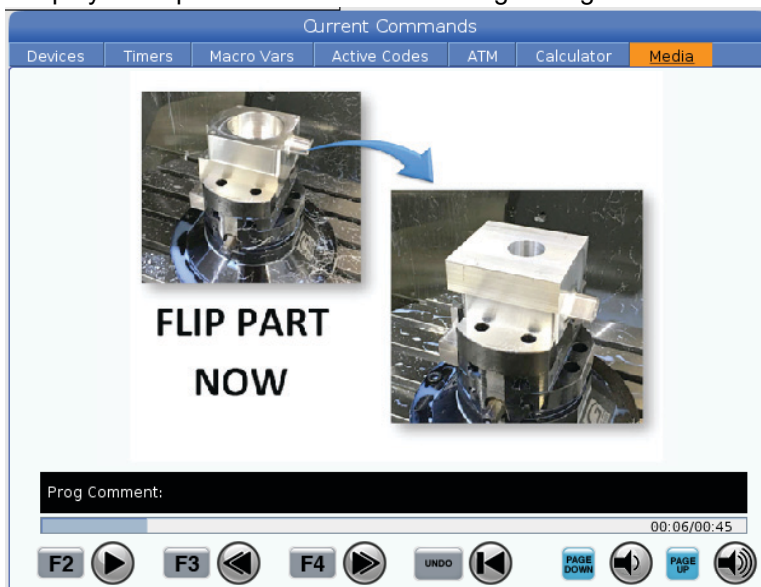 Current Commands
Devices Timers Macro Vars Active Codes ATM Calculator Media
FLIP PART
NOW
Prog Comment:
00:06/00:45
F2 F3 F4 UNDO PAGE DOWN PAGE UP